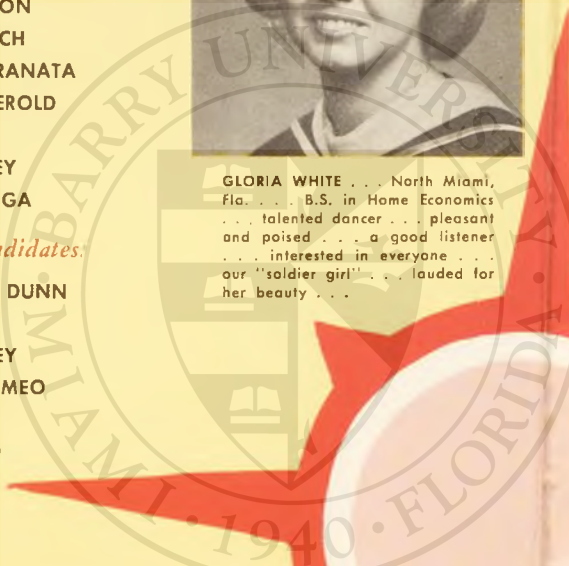 ON
CH
RANATA
EROLD
EY
GA
ndidates:
DUNN
EY
MEO
GLORIA WHITE . . . North Miami,
Fla. . . . B.S. in Home Economics
. . . talented dancer . . . pleasant
and poised . . . a good listener
. . . interested in everyone . . .
our "soldier girl" . . . lauded for
her beauty . . .
BARRY UNIVERSITY
MIAMI, · 1940 · FLORIDA